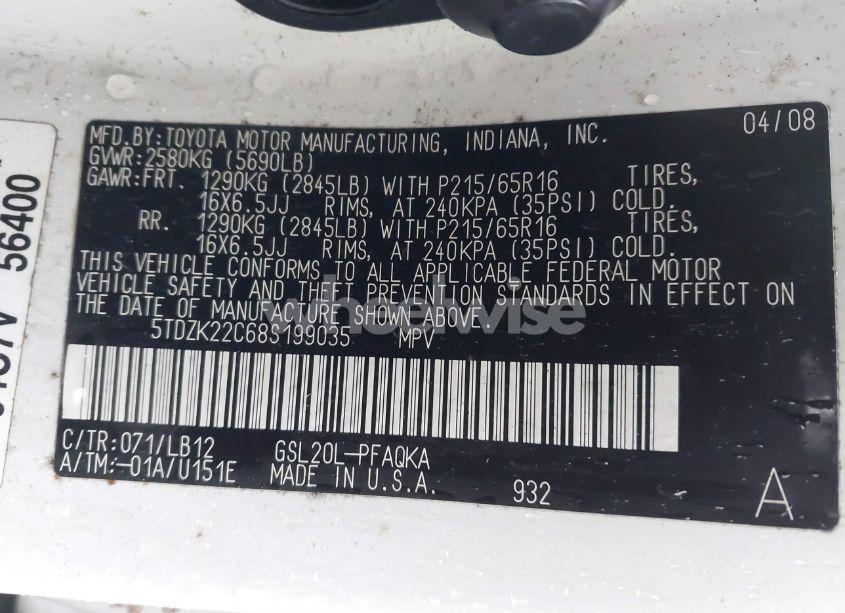 MFD. BY: TOYOTA MOTOR MANUFACTURING, INDIANA, INC. 04/08
GVWR: 2580KG (5690LB)
GAWR: FRT. 1290KG (2845LB) WITH P215/65R16 TIRES,
16X6.5JJ RIMS, AT 240KPA (35PSI) COLD.
RR. 1290KG (2845LB) WITH P215/65R16 TIRES,
16X6.5JJ RIMS, AT 240KPA (35PSI) COLD.
THIS VEHICLE CONFORMS TO ALL APPLICABLE FEDERAL MOTOR
VEHICLE SAFETY AND THEFT PREVENTION STANDARDS IN EFFECT ON
THE DATE OF MANUFACTURE SHOWN ABOVE.
5TDZK22C68S199035 MPV
C/TR: 071/LB12 GSL20L-PFAQKA
A/TM: -01A/U151E MADE IN U.S.A. 932 A
56400
wheelwise